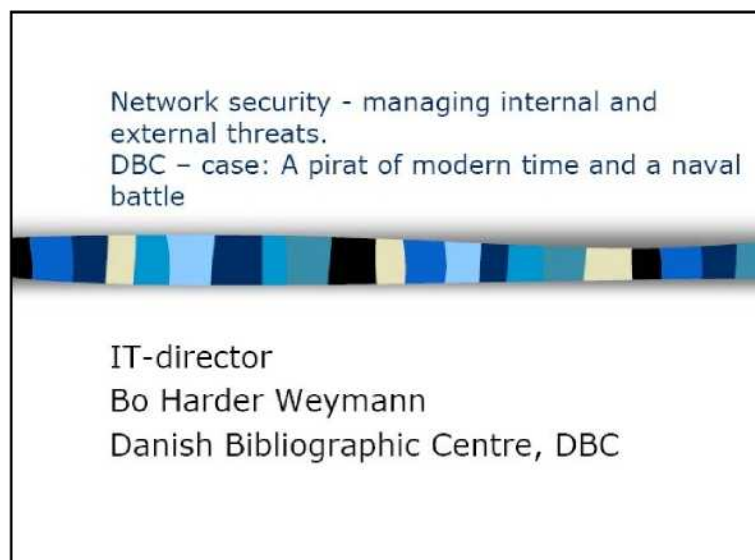 Network security - managing internal and
external threats.
DBC – case: A pirat of modern time and a naval
battle
IT-director
Bo Harder Weymann
Danish Bibliographic Centre, DBC